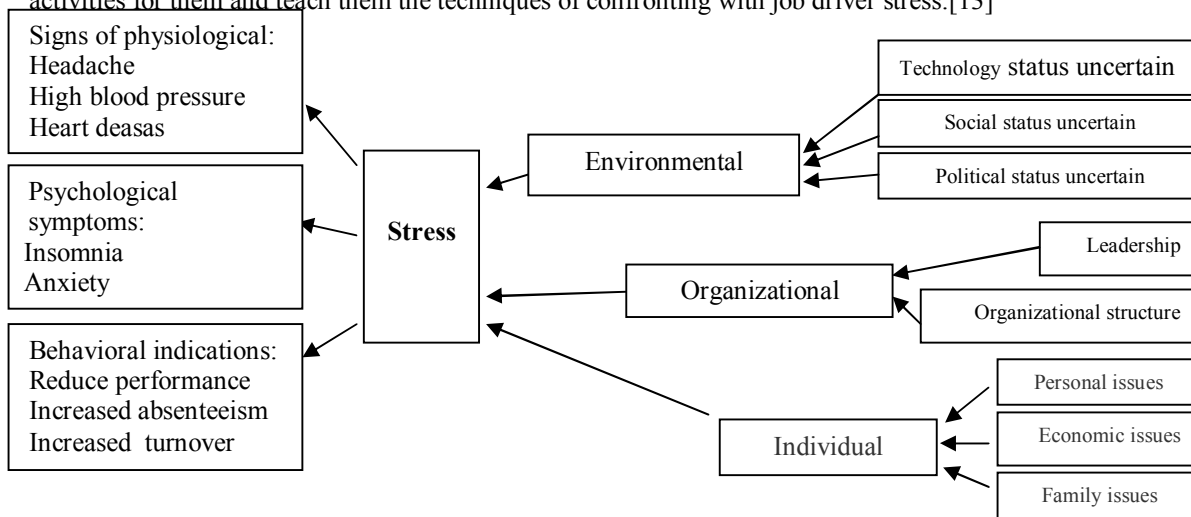 activities for them and teach them the techniques of confronting with job driver stress.[13]
Signs of physiological:
Headache
High blood pressure
Heart deasas
Psychological
symptoms:
Insomnia
Anxiety
Behavioral indications:
Reduce performance
Increased absenteeism
Increased turnover
Stress
Environmental
Organizational
Individual
Technology status uncertain
Social status uncertain
Political status uncertain
Leadership
Organizational structure
Personal issues
Economic issues
Family issues